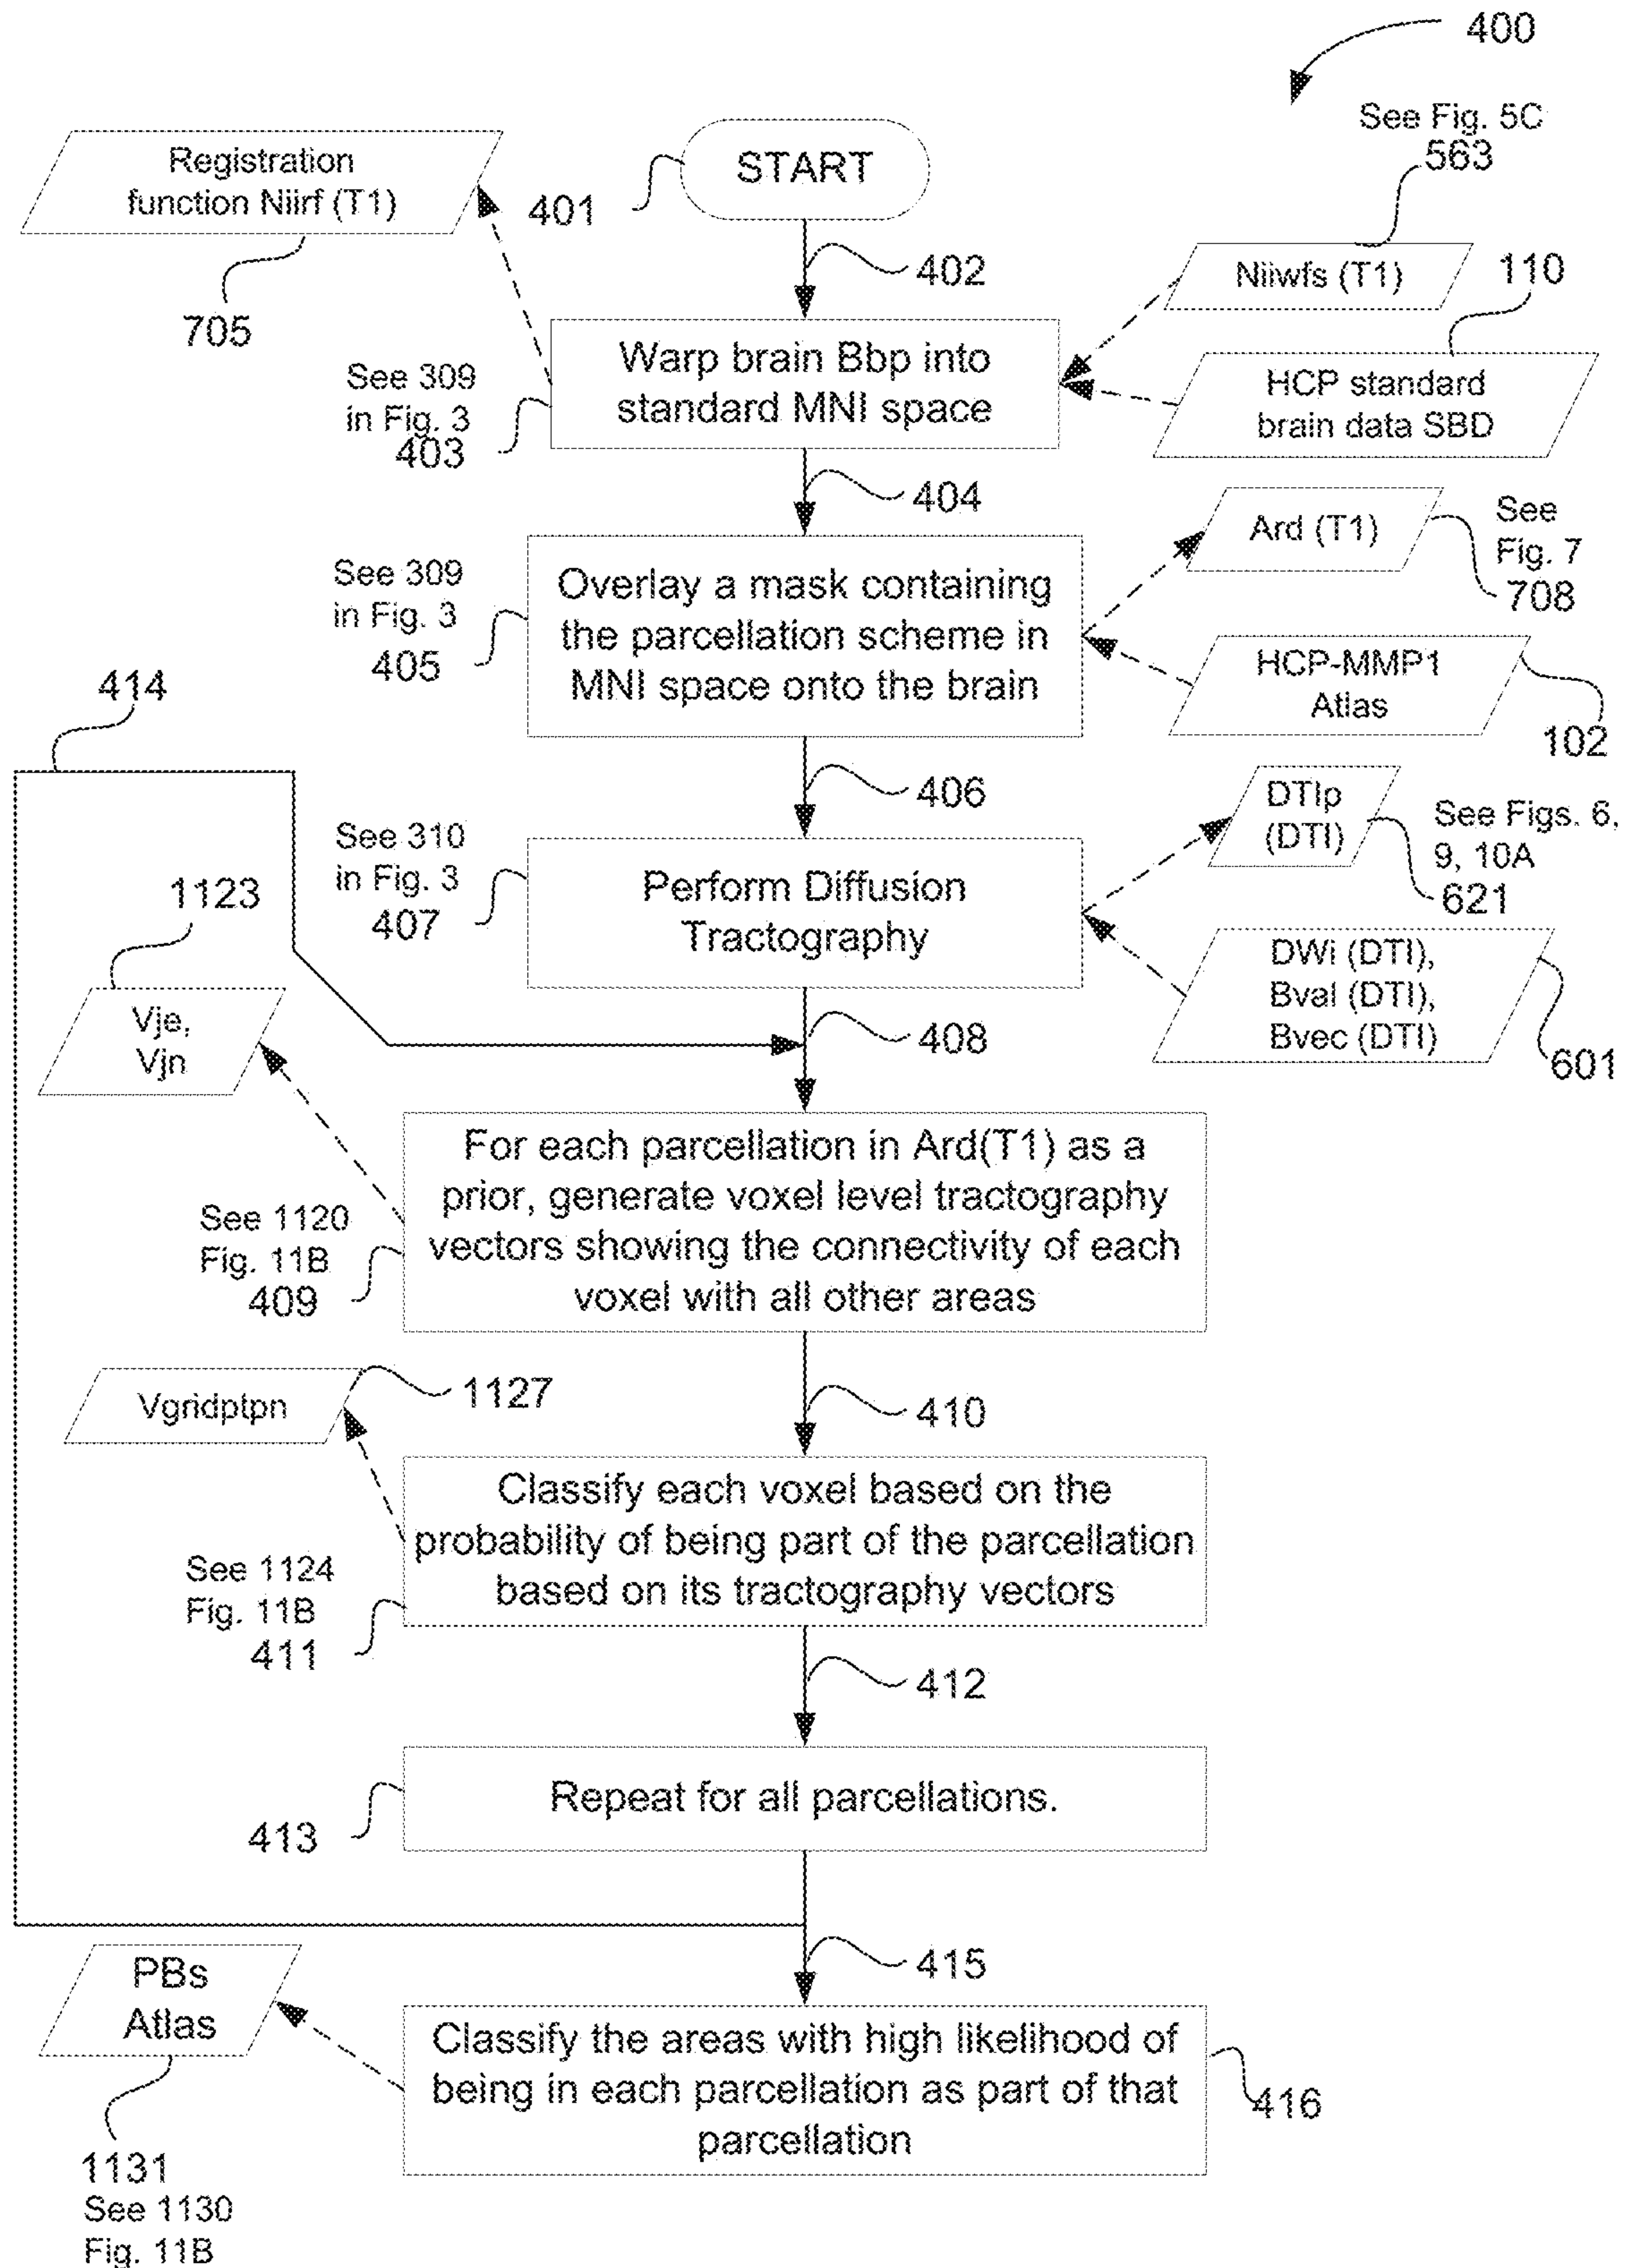 400
See Fig. 5C
563
Registration
function Niirf (T1)
705
START
401
402
Niiwfs (T1)
110
Warp brain Bbp into
standard MNI space
See 309
in Fig. 3
403
HCP standard
brain data SBD
404
Ard (T1)
See
Fig. 7
708
See 309
in Fig. 3
405
Overlay a mask containing
the parcellation scheme in
MNI space onto the brain
HCP-MMP1
Atlas
102
414
406
DTIp
(DTI)
See Figs. 6,
9, 10A
621
See 310
in Fig. 3
407
Perform Diffusion
Tractography
1123
DWi (DTI),
Bval (DTI),
Bvec (DTI)
601
Vje,
Vjn
408
For each parcellation in Ard(T1) as a
prior, generate voxel level tractography
vectors showing the connectivity of each
voxel with all other areas
See 1120
Fig. 11B
409
Vgridptpn
1127
410
Classify each voxel based on the
probability of being part of the parcellation
based on its tractography vectors
See 1124
Fig. 11B
411
412
Repeat for all parcellations.
413
415
PBs
Atlas
Classify the areas with high likelihood of
being in each parcellation as part of that
parcellation
416
1131
See 1130
Fig. 11B